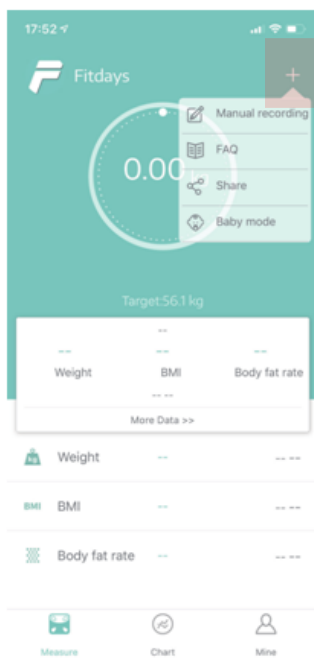 17:52
Fitdays
+
Manual recording
FAQ
Share
Baby mode
0.00
Target:56.1 kg
--
-- -- --
Weight BMI Body fat rate
-- --
More Data >>
kg Weight -- -- --
BMI BMI -- -- --
Body fat rate -- -- --
Measure Chart Mine